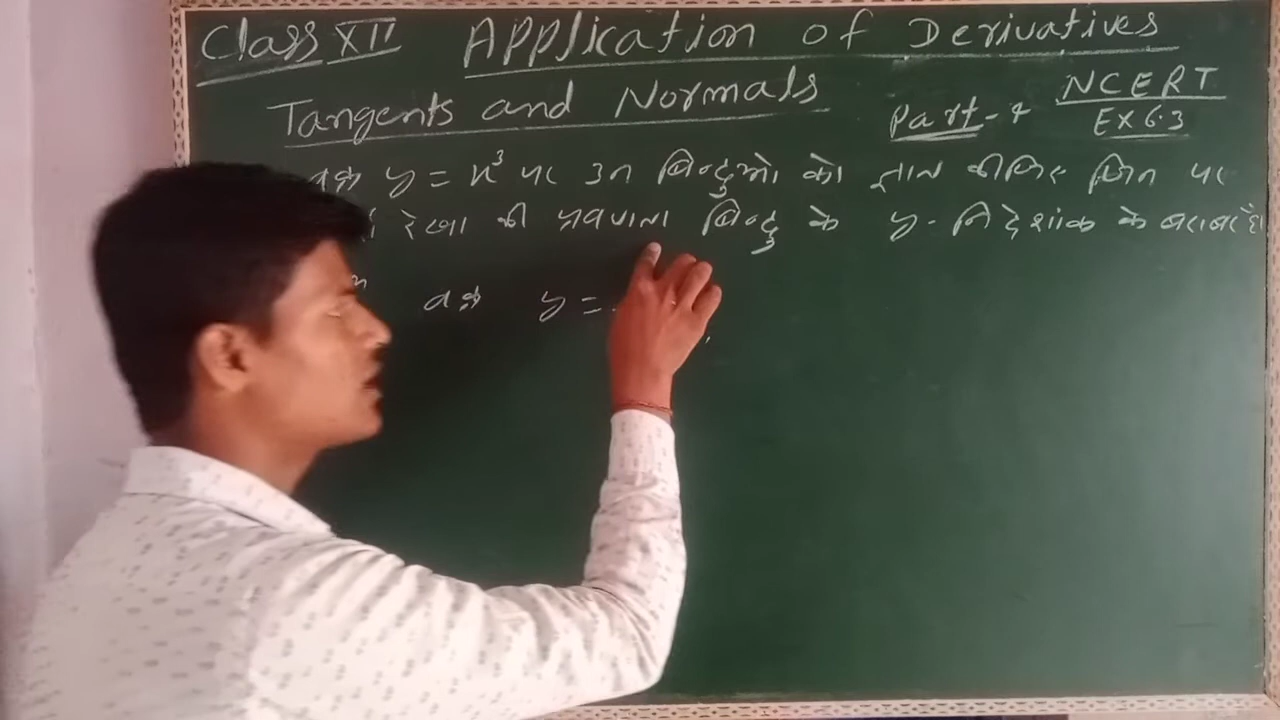 Class XII Application of Derivatives
Tangents and Normals Part-7 NCERT
EX 6.3
वक्र y = x³ पर उन बिन्दुओं को ज्ञात कीजिए जिन पर
रेखा की प्रवणता बिन्दु के y-निर्देशांक के बराबर है।
वक्र y =